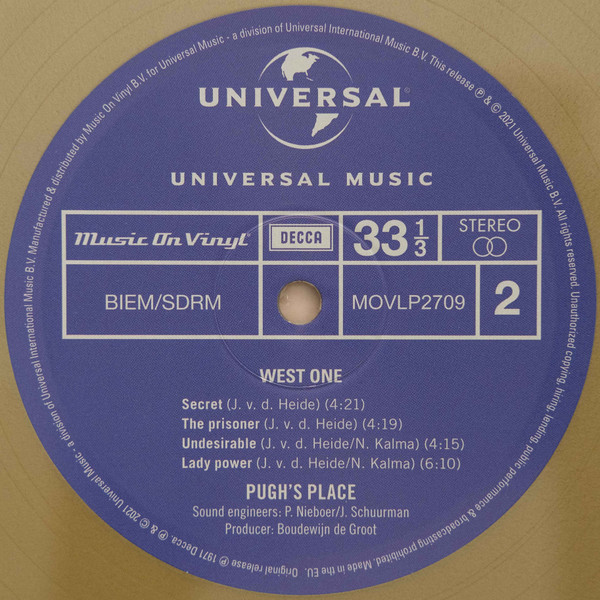 Manufactured & distributed by Music On Vinyl B.V. for Universal Music - a division of Universal International Music B.V. This release ℗ & © 2021 Universal Music B.V. All rights reserved. Unauthorized copying, hiring, lending, public performance & broadcasting prohibited. Made in the EU. Original release ℗ 1971 Decca. ℗ & © 2021 Universal Music - a division of Universal International Music B.V.
UNIVERSAL
UNIVERSAL MUSIC
Music On Vinyl DECCA 33 1/3 STEREO
BIEM/SDRM MOVLP2709 2
WEST ONE
Secret (J. v. d. Heide) (4:21)
The prisoner (J. v. d. Heide) (4:19)
Undesirable (J. v. d. Heide/N. Kalma) (4:15)
Lady power (J. v. d. Heide/N. Kalma) (6:10)
PUGH'S PLACE
Sound engineers: P. Nieboer/J. Schuurman
Producer: Boudewijn de Groot